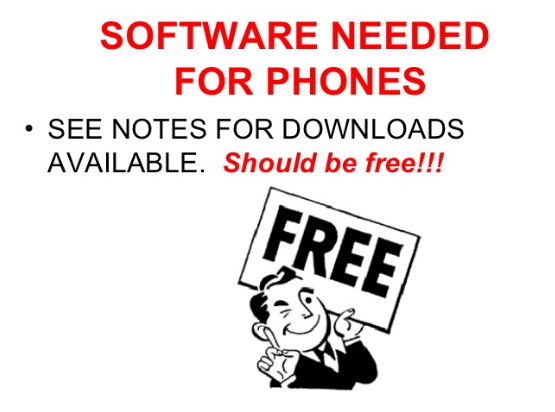 SOFTWARE NEEDED
FOR PHONES
• SEE NOTES FOR DOWNLOADS
AVAILABLE. Should be free!!!
FREE